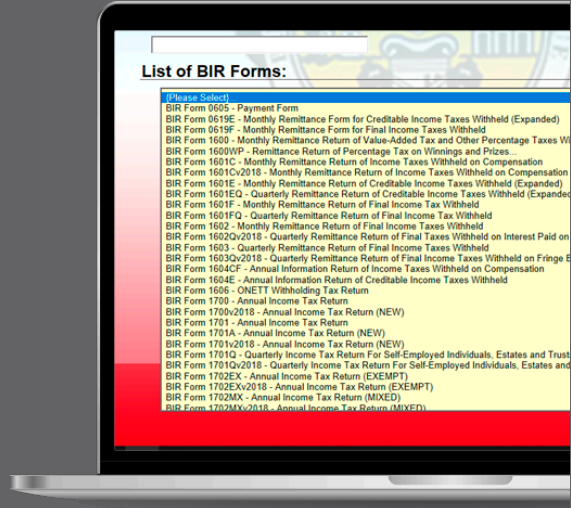 List of BIR Forms:
{Please Select}
BIR Form 0605 - Payment Form
BIR Form 0619E - Monthly Remittance Form for Creditable Income Taxes Withheld (Expanded)
BIR Form 0619F - Monthly Remittance Form for Final Income Taxes Withheld
BIR Form 1600 - Monthly Remittance Return of Value-Added Tax and Other Percentage Taxes Wi
BIR Form 1600WP - Remittance Return of Percentage Tax on Winnings and Prizes...
BIR Form 1601C - Monthly Remittance Return of Income Taxes Withheld on Compensation
BIR Form 1601Cv2018 - Monthly Remittance Return of Income Taxes Withheld on Compensation
BIR Form 1601E - Monthly Remittance Return of Creditable Income Taxes Withheld (Expanded)
BIR Form 1601EQ - Quarterly Remittance Return of Creditable Income Taxes Withheld (Expanded
BIR Form 1601F - Monthly Remittance Return of Final Income Tax Withheld
BIR Form 1601FQ - Quarterly Remittance Return of Final Income Tax Withheld
BIR Form 1602 - Monthly Remittance Return of Final Income Taxes Withheld
BIR Form 1602Qv2018 - Quarterly Remittance Return of Final Taxes Withheld on Interest Paid on
BIR Form 1603 - Quarterly Remittance Return of Final Income Taxes Withheld
BIR Form 1603Qv2018 - Quarterly Remittance Return of Final Income Taxes Withheld on Fringe B
BIR Form 1604CF - Annual Information Return of Income Taxes Withheld on Compensation
BIR Form 1604E - Annual Information Return of Creditable Income Taxes Withheld
BIR Form 1606 - ONETT Withholding Tax Return
BIR Form 1700 - Annual Income Tax Return
BIR Form 1700v2018 - Annual Income Tax Return (NEW)
BIR Form 1701 - Annual Income Tax Return
BIR Form 1701A - Annual Income Tax Return (NEW)
BIR Form 1701v2018 - Annual Income Tax Return (NEW)
BIR Form 1701Q - Quarterly Income Tax Return For Self-Employed Individuals, Estates and Trust
BIR Form 1701Qv2018 - Quarterly Income Tax Return For Self-Employed Individuals, Estates and
BIR Form 1702EX - Annual Income Tax Return (EXEMPT)
BIR Form 1702EXv2018 - Annual Income Tax Return (EXEMPT)
BIR Form 1702MX - Annual Income Tax Return (MIXED)
BIR Form 1702MXv2018 - Annual Income Tax Return (MIXED)